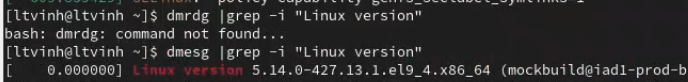 [ltvinh@ltvinh ~]$ dmrdg |grep -i "Linux version"
bash: dmrdg: command not found...
[ltvinh@ltvinh ~]$ dmesg |grep -i "Linux version"
[    0.000000] Linux version 5.14.0-427.13.1.el9_4.x86_64 (mockbuild@iad1-prod-b